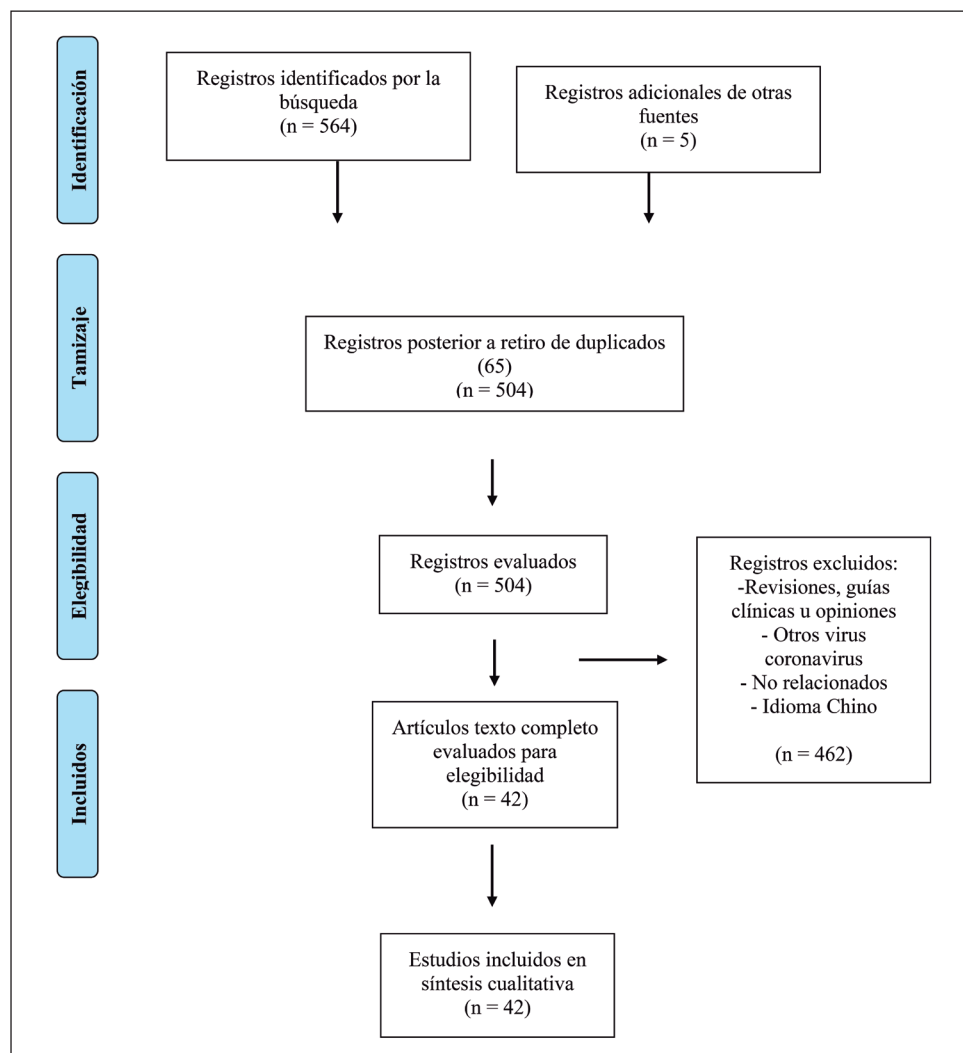 Identificación
Registros identificados por la
búsqueda
(n = 564)
Registros adicionales de otras
fuentes
(n = 5)
Tamizaje
Registros posterior a retiro de duplicados
(65)
(n = 504)
Elegibilidad
Registros evaluados
(n = 504)
Registros excluidos:
-Revisiones, guías
clínicas u opiniones
- Otros virus
coronavirus
- No relacionados
- Idioma Chino
(n = 462)
Incluidos
Artículos texto completo
evaluados para
elegibilidad
(n = 42)
Estudios incluidos en
síntesis cualitativa
(n = 42)